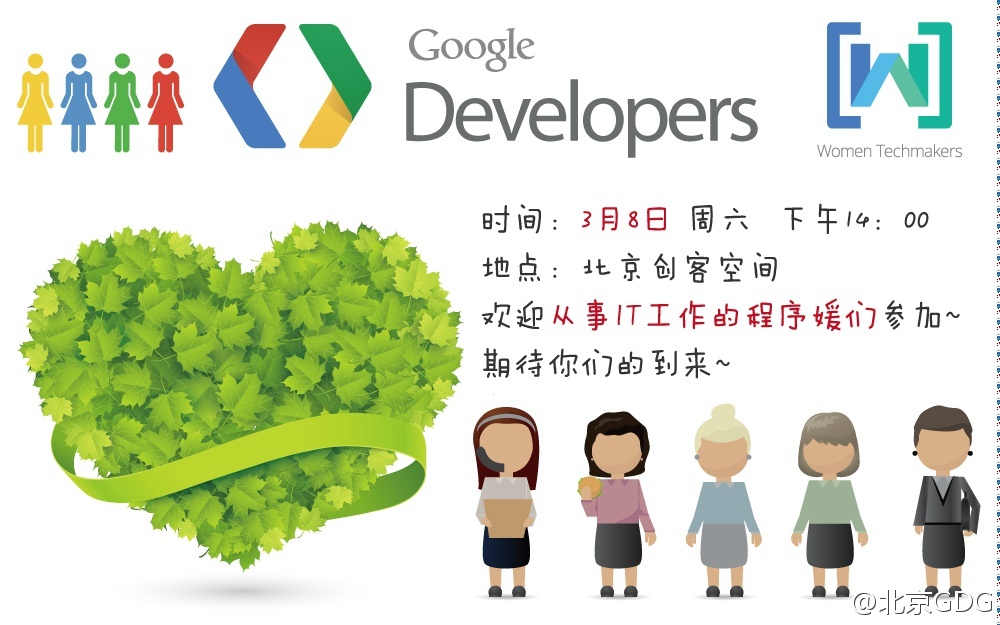 Google
Developers
Women Techmakers
时间：3月8日 周六 下午14：00
地点：北京创客空间
欢迎从事IT工作的程序媛们参加~
期待你们的到来~
@北京GDG